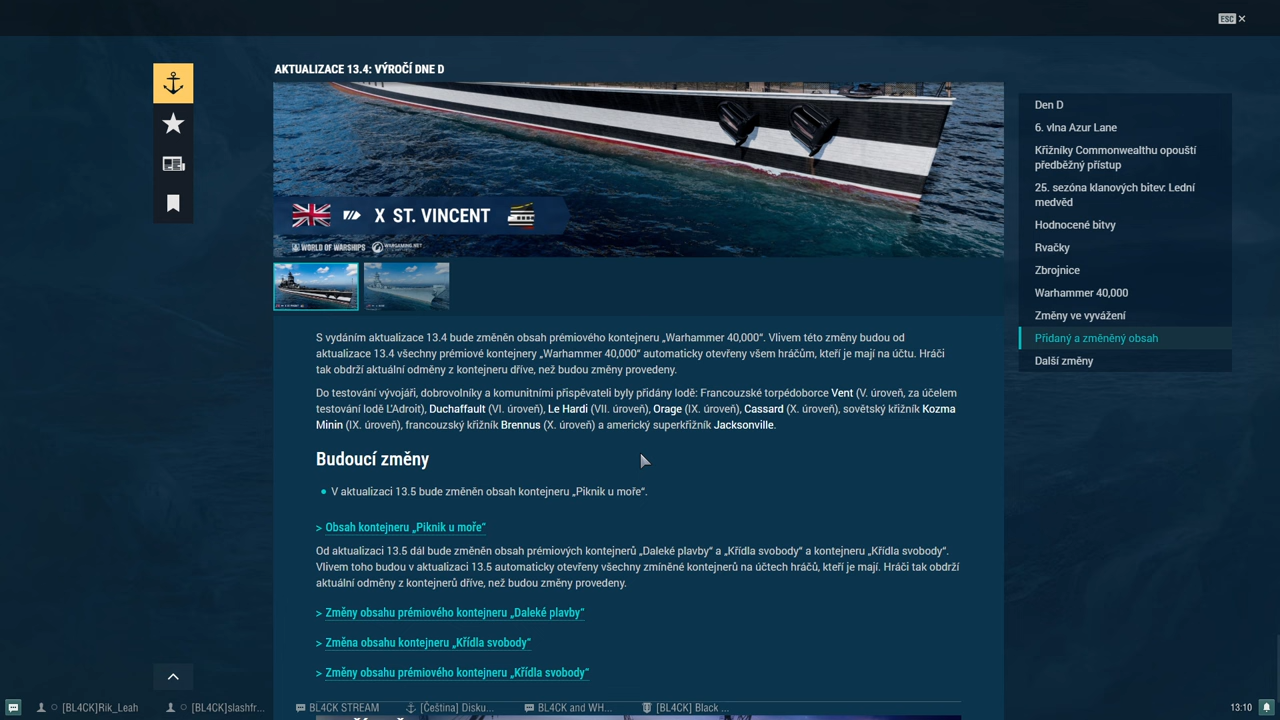 ESC ×
AKTUALIZACE 13.4: VÝROČÍ DNE D
X ST. VINCENT
WORLD OF WARSHIPS WARGAMING.NET
Den D
6. vlna Azur Lane
Křižníky Commonwealthu opouští
předběžný přístup
25. sezóna klanových bitev: Lední
medvěd
Hodnocené bitvy
Rvačky
Zbrojnice
Warhammer 40,000
Změny ve vyvážení
Přidaný a změněný obsah
Další změny
S vydáním aktualizace 13.4 bude změněn obsah prémiového kontejneru „Warhammer 40,000“. Vlivem této změny budou od
aktualizace 13.4 všechny prémiové kontejnery „Warhammer 40,000“ automaticky otevřeny všem hráčům, kteří je mají na účtu. Hráči
tak obdrží aktuální odměny z kontejneru dříve, než budou změny provedeny.
Do testování vývojáři, dobrovolníky a komunitními přispěvateli byly přidány lodě: Francouzské torpédoborce Vent (V. úroveň, za účelem
testování lodě L'Adroit), Duchaffault (VI. úroveň), Le Hardi (VII. úroveň), Orage (IX. úroveň), Cassard (X. úroveň), sovětský křižník Kozma
Minin (IX. úroveň), francouzský křižník Brennus (X. úroveň) a americký superkřižník Jacksonville.
Budoucí změny
• V aktualizaci 13.5 bude změněn obsah kontejneru „Piknik u moře“.
> Obsah kontejneru „Piknik u moře“
Od aktualizaci 13.5 dál bude změněn obsah prémiových kontejnerů „Daleké plavby“ a „Křídla svobody“ a kontejneru „Křídla svobody“.
Vlivem toho budou v aktualizaci 13.5 automaticky otevřeny všechny zmíněné kontejnerů na účtech hráčů, kteří je mají. Hráči tak obdrží
aktuální odměny z kontejnerů dříve, než budou změny provedeny.
> Změny obsahu prémiového kontejneru „Daleké plavby“
> Změna obsahu kontejneru „Křídla svobody“
> Změny obsahu prémiového kontejneru „Křídla svobody“
[BL4CK]Rik_Leah [BL4CK]slashfr... BL4CK STREAM [Čeština] Disku... BL4CK and WH... [BL4CK] Black ... 13:10